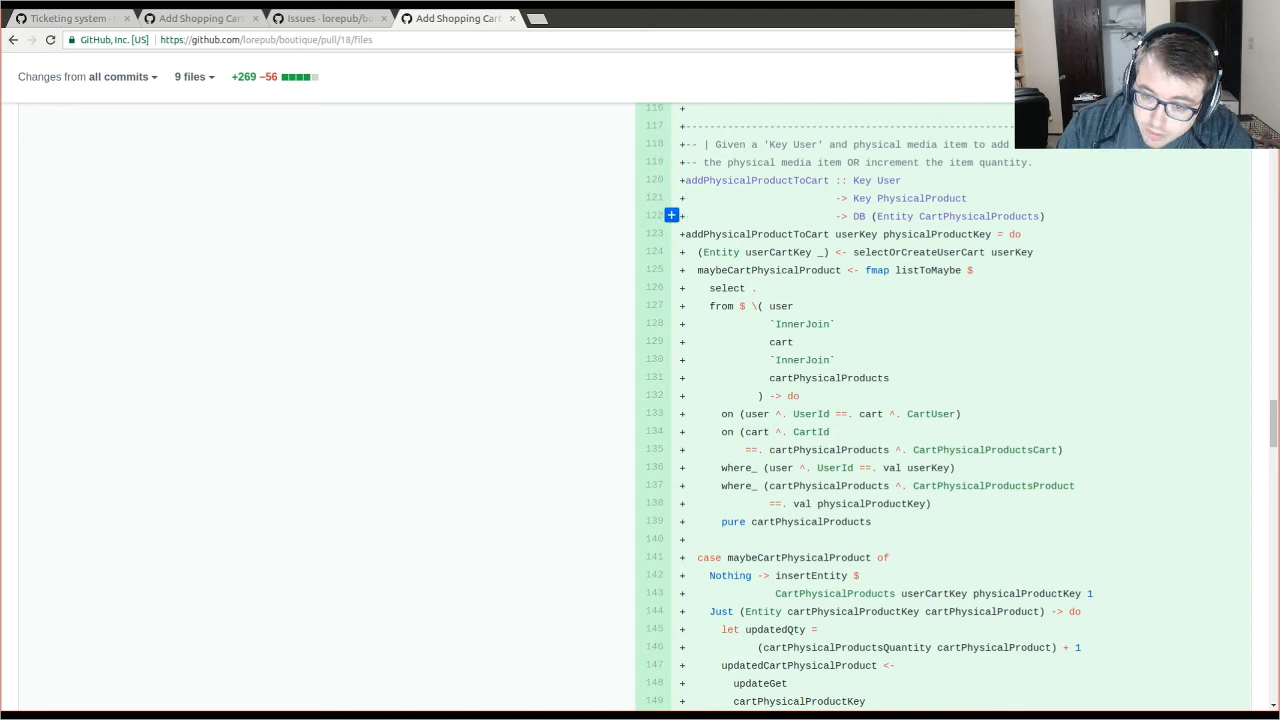 Ticketing system -
Add Shopping Cart
Issues · lorepub/bo
Add Shopping Cart
GitHub, Inc. [US]
https://github.com/lorepub/boutique/pull/18/files
Changes from all commits
9 files
+269 −56
116 +
117 +------------------------------------------------------
118 +-- | Given a 'Key User' and physical media item to add
119 +-- the physical media item OR increment the item quantity.
120 +addPhysicalProductToCart :: Key User
121 + -> Key PhysicalProduct
122 + -> DB (Entity CartPhysicalProducts)
123 +addPhysicalProductToCart userKey physicalProductKey = do
124 + (Entity userCartKey _) <- selectOrCreateUserCart userKey
125 + maybeCartPhysicalProduct <- fmap listToMaybe $
126 + select .
127 + from $ \( user
128 + `InnerJoin`
129 + cart
130 + `InnerJoin`
131 + cartPhysicalProducts
132 + ) -> do
133 + on (user ^. UserId ==. cart ^. CartUser)
134 + on (cart ^. CartId
135 + ==. cartPhysicalProducts ^. CartPhysicalProductsCart)
136 + where_ (user ^. UserId ==. val userKey)
137 + where_ (cartPhysicalProducts ^. CartPhysicalProductsProduct
138 + ==. val physicalProductKey)
139 + pure cartPhysicalProducts
140 +
141 + case maybeCartPhysicalProduct of
142 + Nothing -> insertEntity $
143 + CartPhysicalProducts userCartKey physicalProductKey 1
144 + Just (Entity cartPhysicalProductKey cartPhysicalProduct) -> do
145 + let updatedQty =
146 + (cartPhysicalProductsQuantity cartPhysicalProduct) + 1
147 + updatedCartPhysicalProduct <-
148 + updateGet
149 + cartPhysicalProductKey